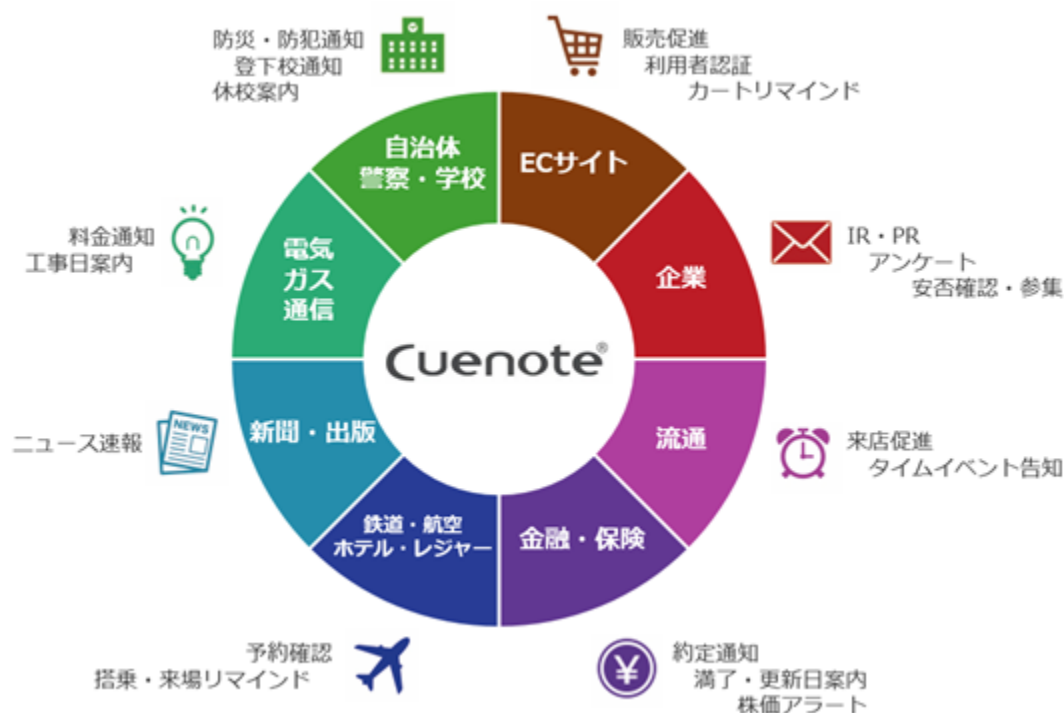 防災・防犯通知
登下校通知
休校案内
販売促進
利用者認証
カートリマインド
自治体
警察・学校
ECサイト
料金通知
工事日案内
電気
ガス
通信
企業
IR・PR
アンケート
安否確認・参集
Cuenote®
ニュース速報
NEWS
新聞・出版
流通
来店促進
タイムイベント告知
鉄道・航空
ホテル・レジャー
金融・保険
予約確認
搭乗・来場リマインド
¥
約定通知
満了・更新日案内
株価アラート